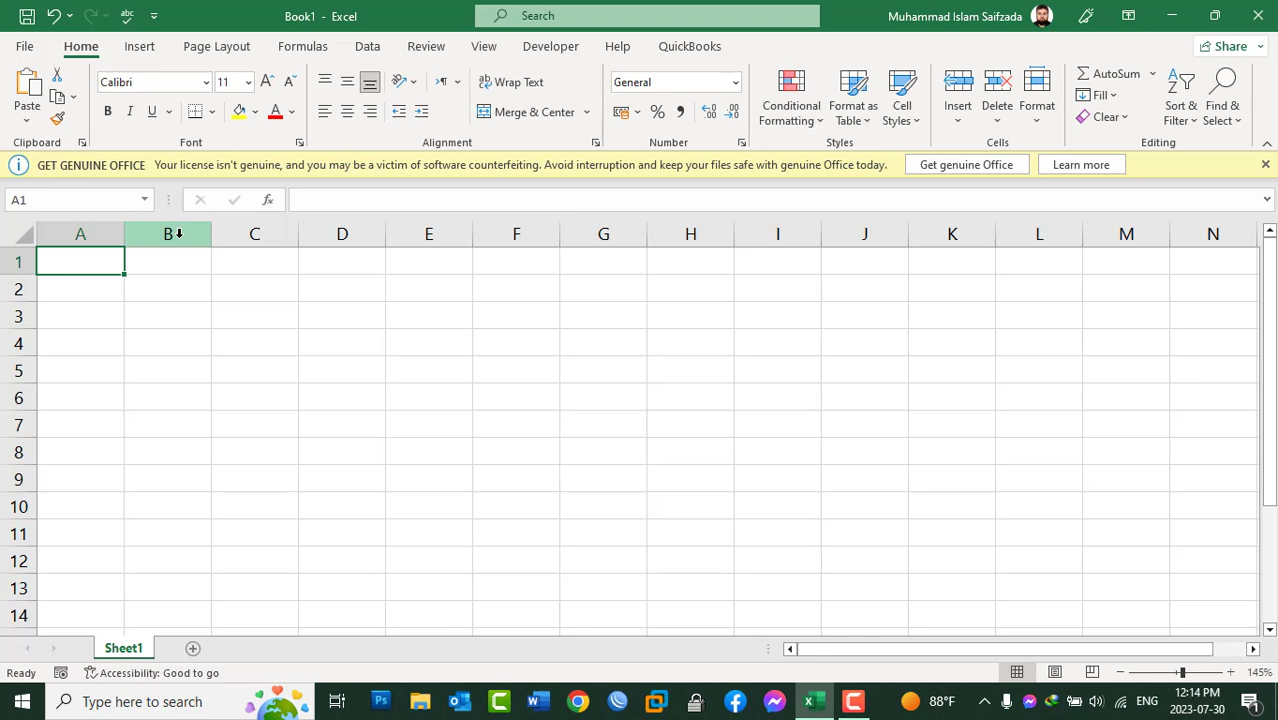 Book1 - Excel
Search
Muhammad Islam Saifzada
File Home Insert Page Layout Formulas Data Review View Developer Help QuickBooks Share
Paste
Calibri 11
B I U
Wrap Text
Merge & Center
General
Conditional Formatting
Format as Table
Cell Styles
Insert
Delete
Format
AutoSum
Fill
Clear
Sort & Filter
Find & Select
Clipboard Font Alignment Number Styles Cells Editing
GET GENUINE OFFICE Your license isn't genuine, and you may be a victim of software counterfeiting. Avoid interruption and keep your files safe with genuine Office today. Get genuine Office Learn more
A1 fx
A B C D E F G H I J K L M N
1
2
3
4
5
6
7
8
9
10
11
12
13
14
Sheet1
Ready Accessibility: Good to go 145%
Type here to search
88°F
ENG
12:14 PM
2023-07-30
1